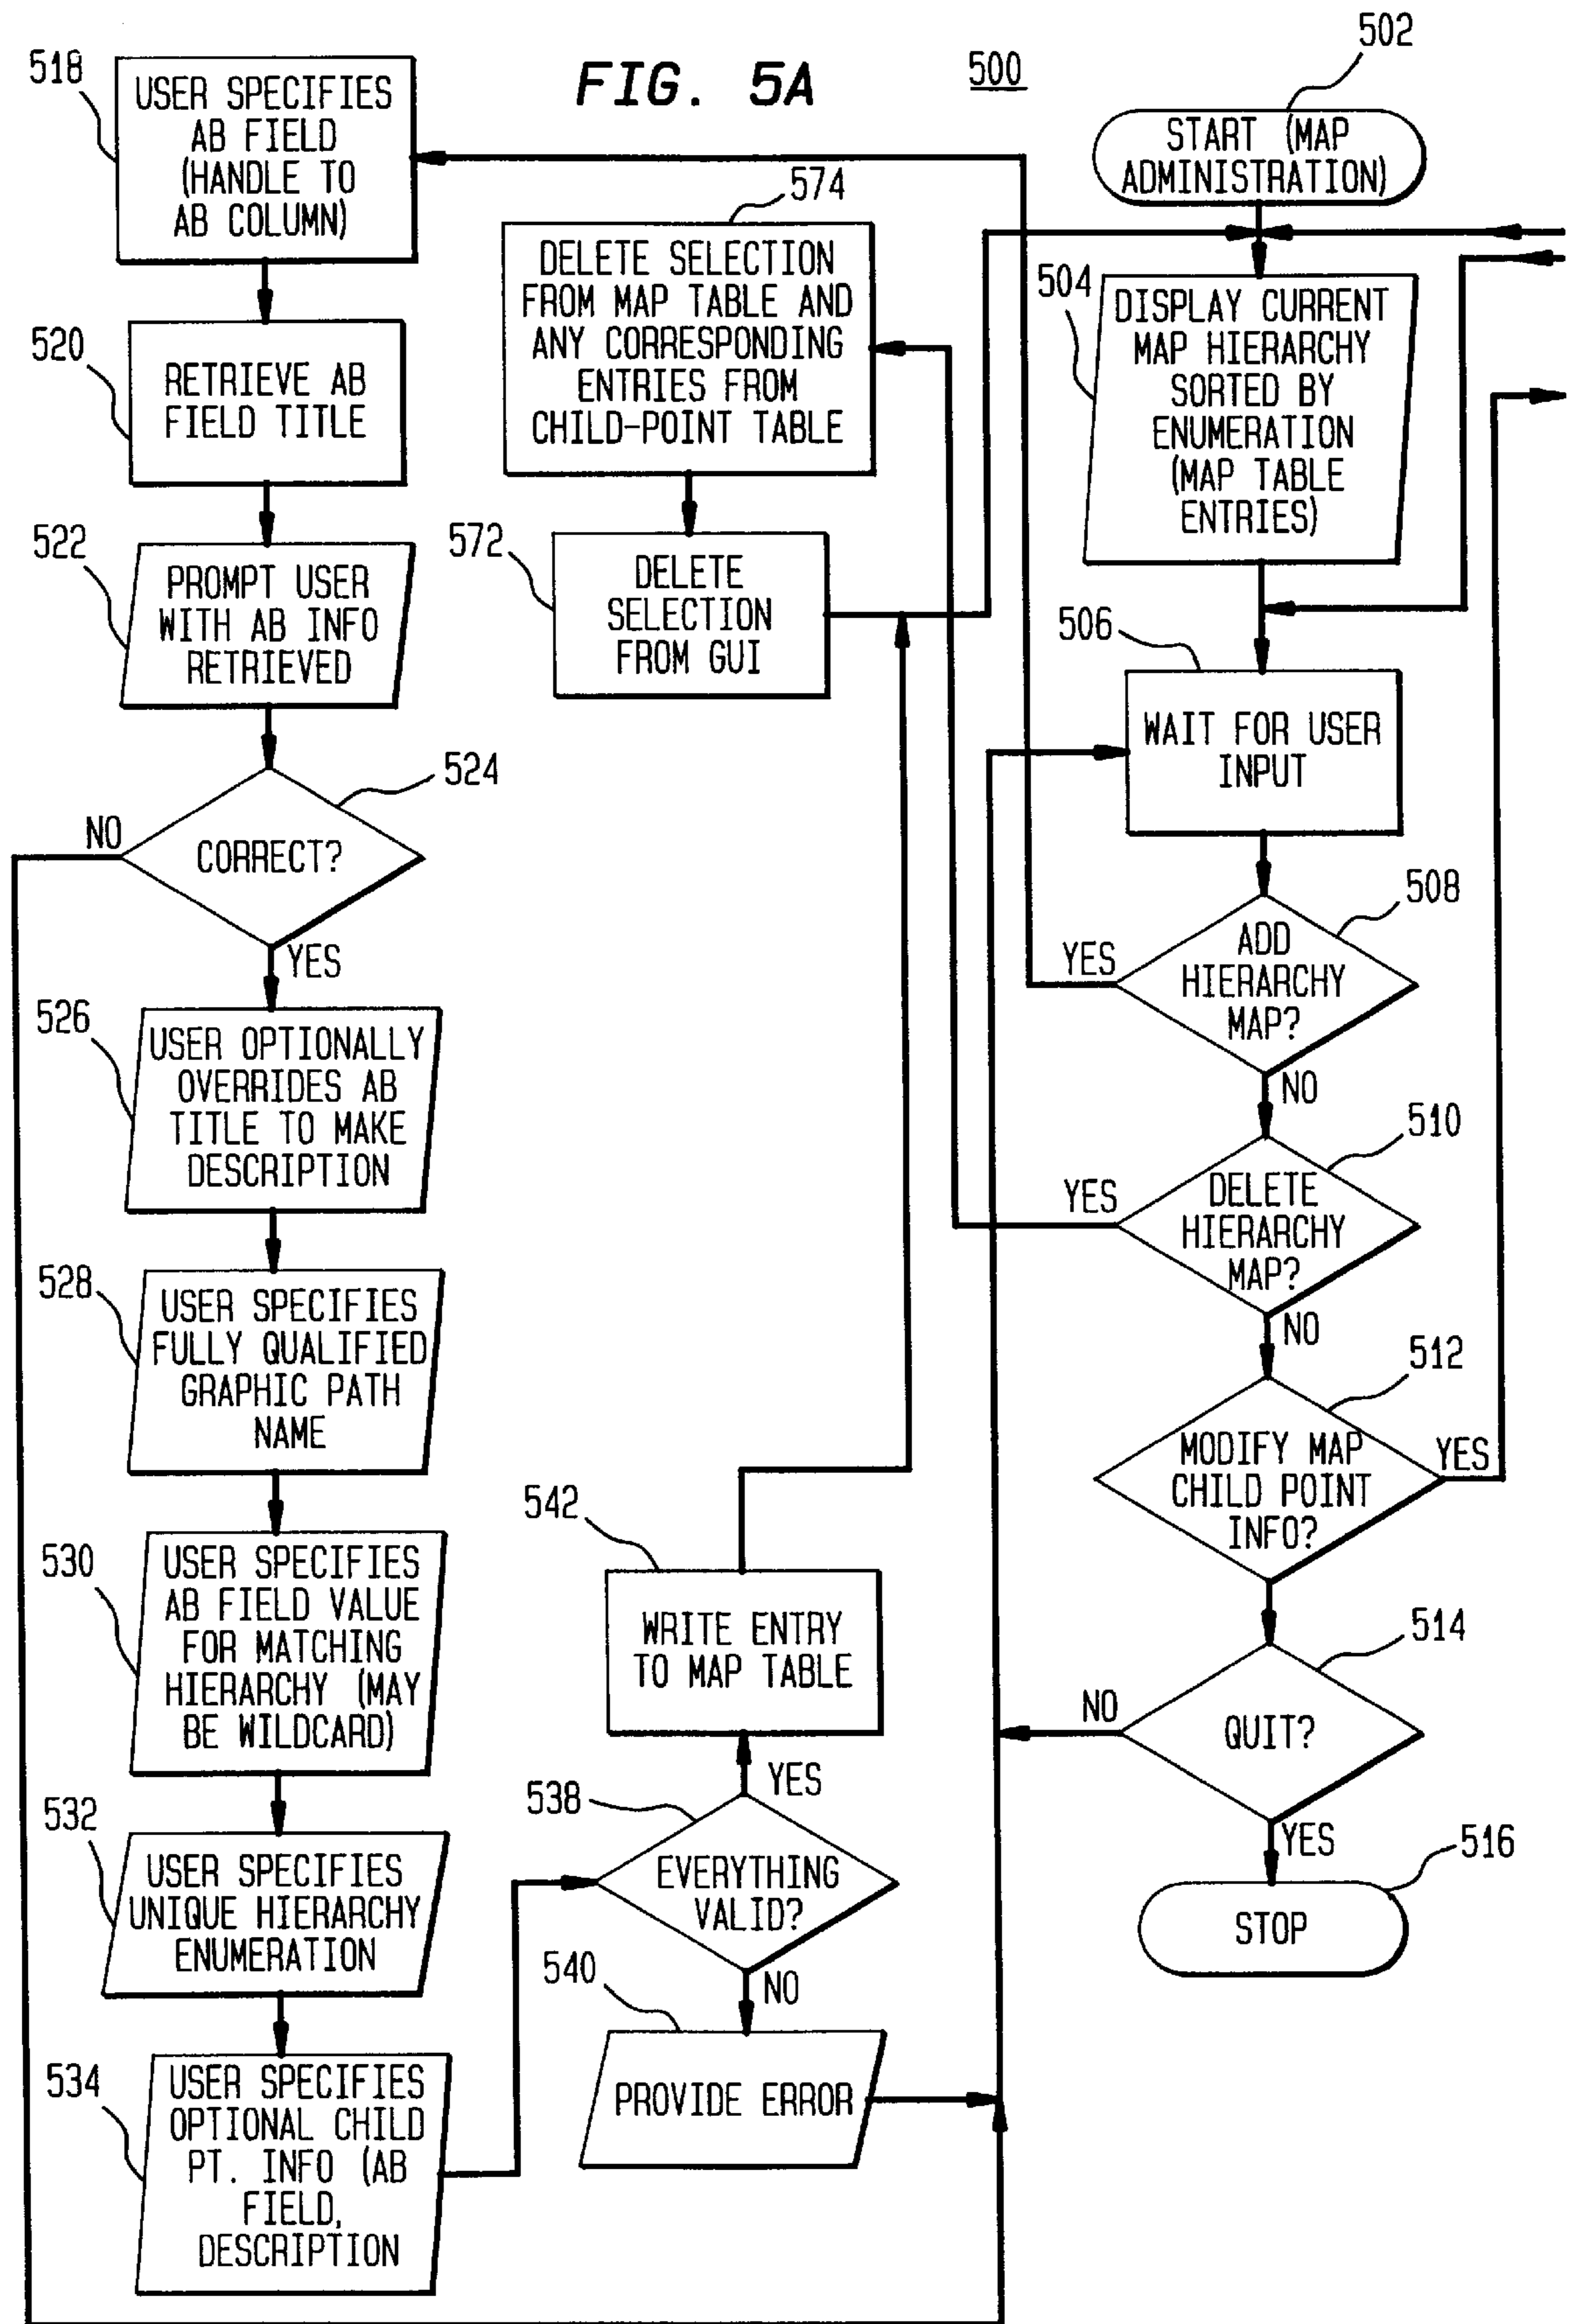 FIG. 5A
500
502
START (MAP
ADMINISTRATION)
504
DISPLAY CURRENT
MAP HIERARCHY
SORTED BY
ENUMERATION
(MAP TABLE
ENTRIES)
506
WAIT FOR USER
INPUT
508
ADD
HIERARCHY
MAP?
YES
NO
510
DELETE
HIERARCHY
MAP?
YES
NO
512
MODIFY MAP
CHILD POINT
INFO?
YES
514
QUIT?
NO
YES
516
STOP
518
USER SPECIFIES
AB FIELD
(HANDLE TO
AB COLUMN)
520
RETRIEVE AB
FIELD TITLE
522
PROMPT USER
WITH AB INFO
RETRIEVED
524
CORRECT?
NO
YES
526
USER OPTIONALLY
OVERRIDES AB
TITLE TO MAKE
DESCRIPTION
528
USER SPECIFIES
FULLY QUALIFIED
GRAPHIC PATH
NAME
530
USER SPECIFIES
AB FIELD VALUE
FOR MATCHING
HIERARCHY (MAY
BE WILDCARD)
532
USER SPECIFIES
UNIQUE HIERARCHY
ENUMERATION
534
USER SPECIFIES
OPTIONAL CHILD
PT. INFO (AB
FIELD,
DESCRIPTION
538
EVERYTHING
VALID?
YES
NO
540
PROVIDE ERROR
542
WRITE ENTRY
TO MAP TABLE
574
DELETE SELECTION
FROM MAP TABLE AND
ANY CORRESPONDING
ENTRIES FROM
CHILD-POINT TABLE
572
DELETE
SELECTION
FROM GUI